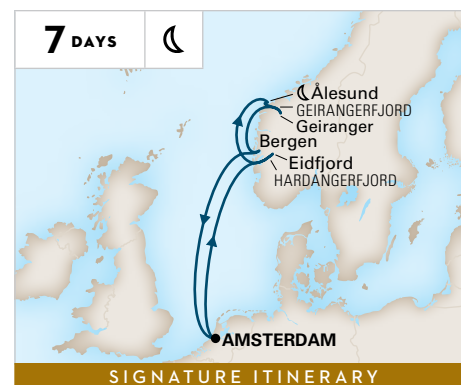 7 DAYS
Ålesund
GEIRANGERFJORD
Geiranger
Bergen
Eidfjord
HARDANGERFJORD
AMSTERDAM
SIGNATURE ITINERARY